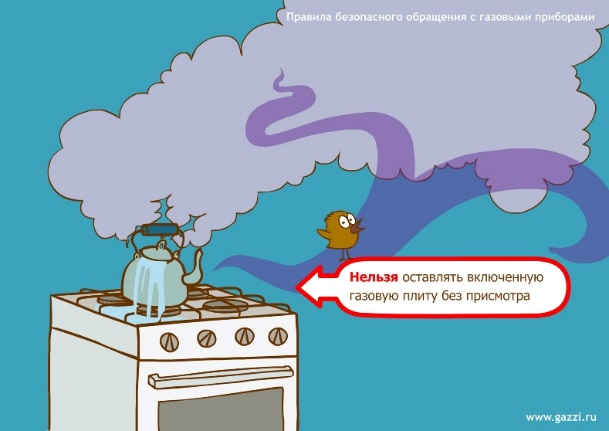 Правила безопасного обращения с газовыми приборами
Нельзя оставлять включенную
газовую плиту без присмотра
www.gazzi.ru